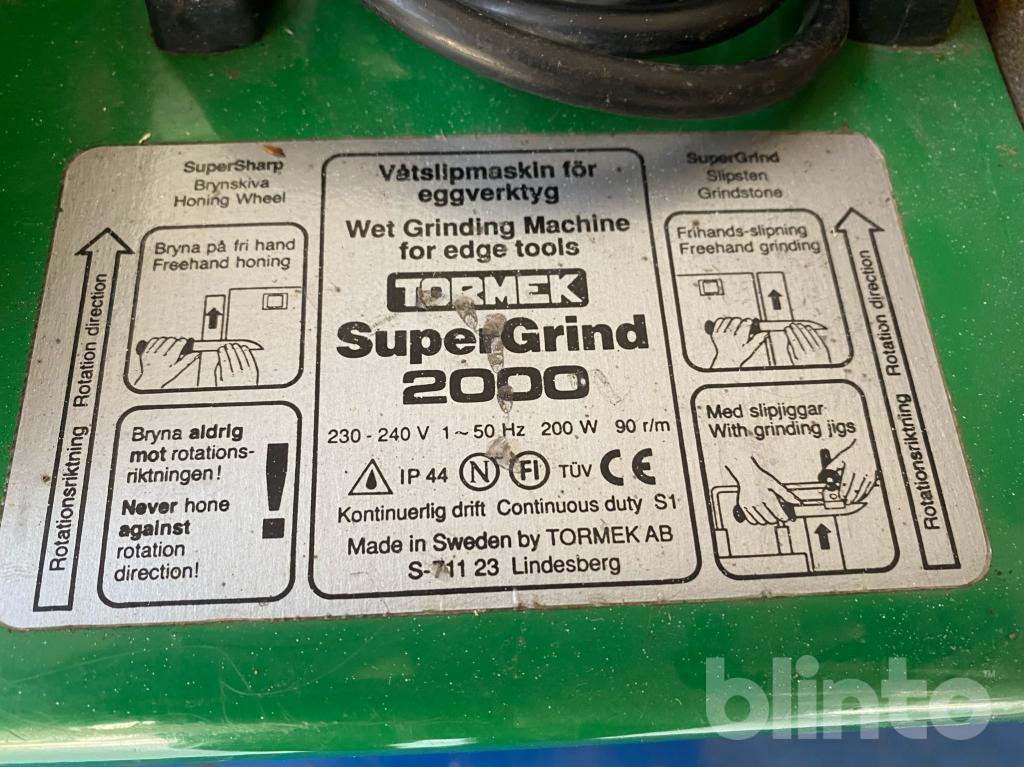 SuperSharp
Brynskiva
Honing Wheel
Rotationsriktning Rotation direction
Bryna på fri hand
Freehand honing
Bryna aldrig
mot rotations-
riktningen!
Never hone
against
rotation
direction!
!
Våtslipmaskin för
eggverktyg
Wet Grinding Machine
for edge tools
TORMEK
SuperGrind
2000
230 - 240 V 1 ~ 50 Hz 200 W 90 r/m
IP 44 N FI TÜV CE
Kontinuerlig drift Continuous duty S1
Made in Sweden by TORMEK AB
S-711 23 Lindesberg
SuperGrind
Slipsten
Grindstone
Frihands-slipning
Freehand grinding
Med slipjiggar
With grinding jigs
Rotationsriktning Rotation direction
blinto™